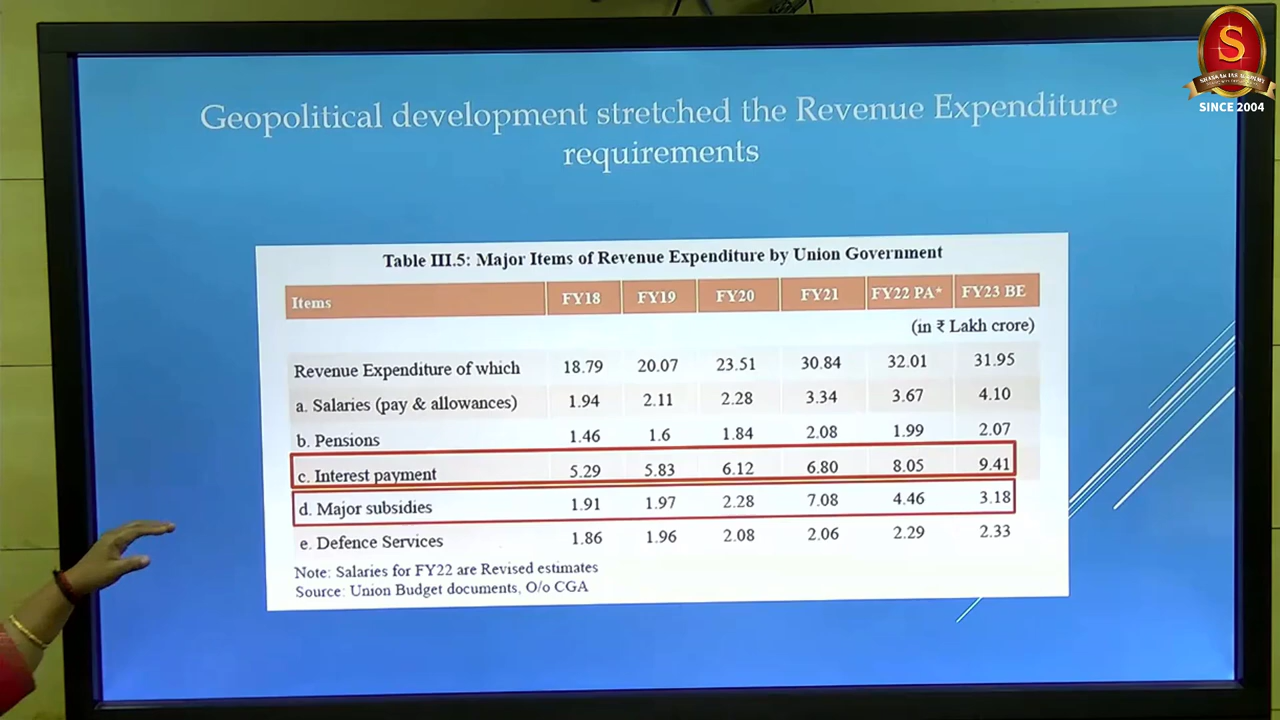 S
SHANKAR IAS ACADEMY
SINCE 2004
Geopolitical development stretched the Revenue Expenditure
requirements
Table III.5: Major Items of Revenue Expenditure by Union Government
Items FY18 FY19 FY20 FY21 FY22 PA* FY23 BE
(in ₹ Lakh crore)
Revenue Expenditure of which 18.79 20.07 23.51 30.84 32.01 31.95
a. Salaries (pay & allowances) 1.94 2.11 2.28 3.34 3.67 4.10
b. Pensions 1.46 1.6 1.84 2.08 1.99 2.07
c. Interest payment 5.29 5.83 6.12 6.80 8.05 9.41
d. Major subsidies 1.91 1.97 2.28 7.08 4.46 3.18
e. Defence Services 1.86 1.96 2.08 2.06 2.29 2.33
Note: Salaries for FY22 are Revised estimates
Source: Union Budget documents, O/o CGA